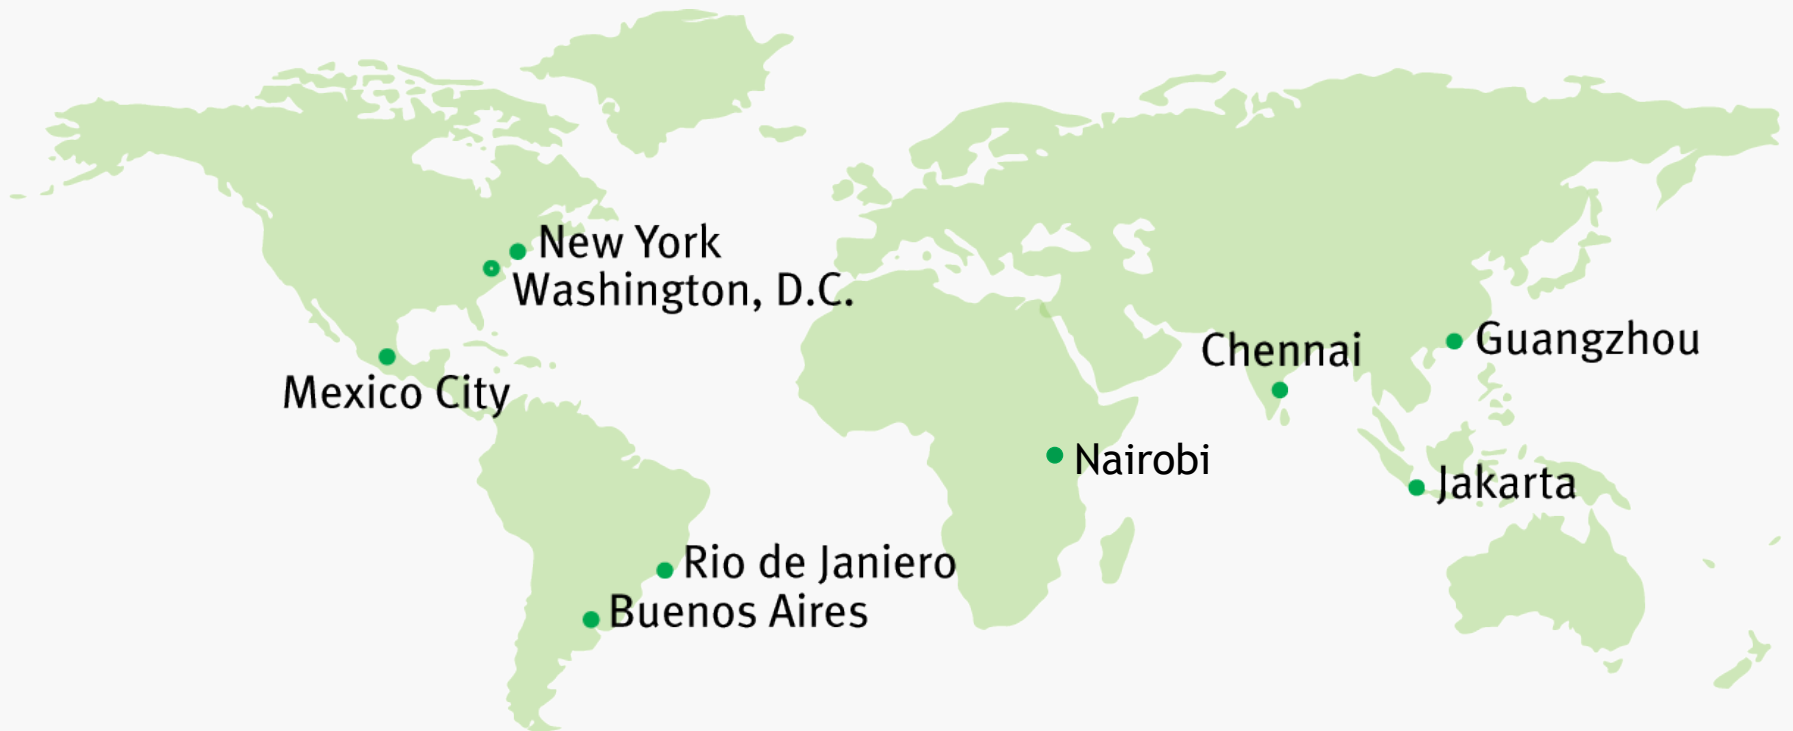 New York
Washington, D.C.
Mexico City
Chennai
Guangzhou
Nairobi
Jakarta
Rio de Janiero
Buenos Aires